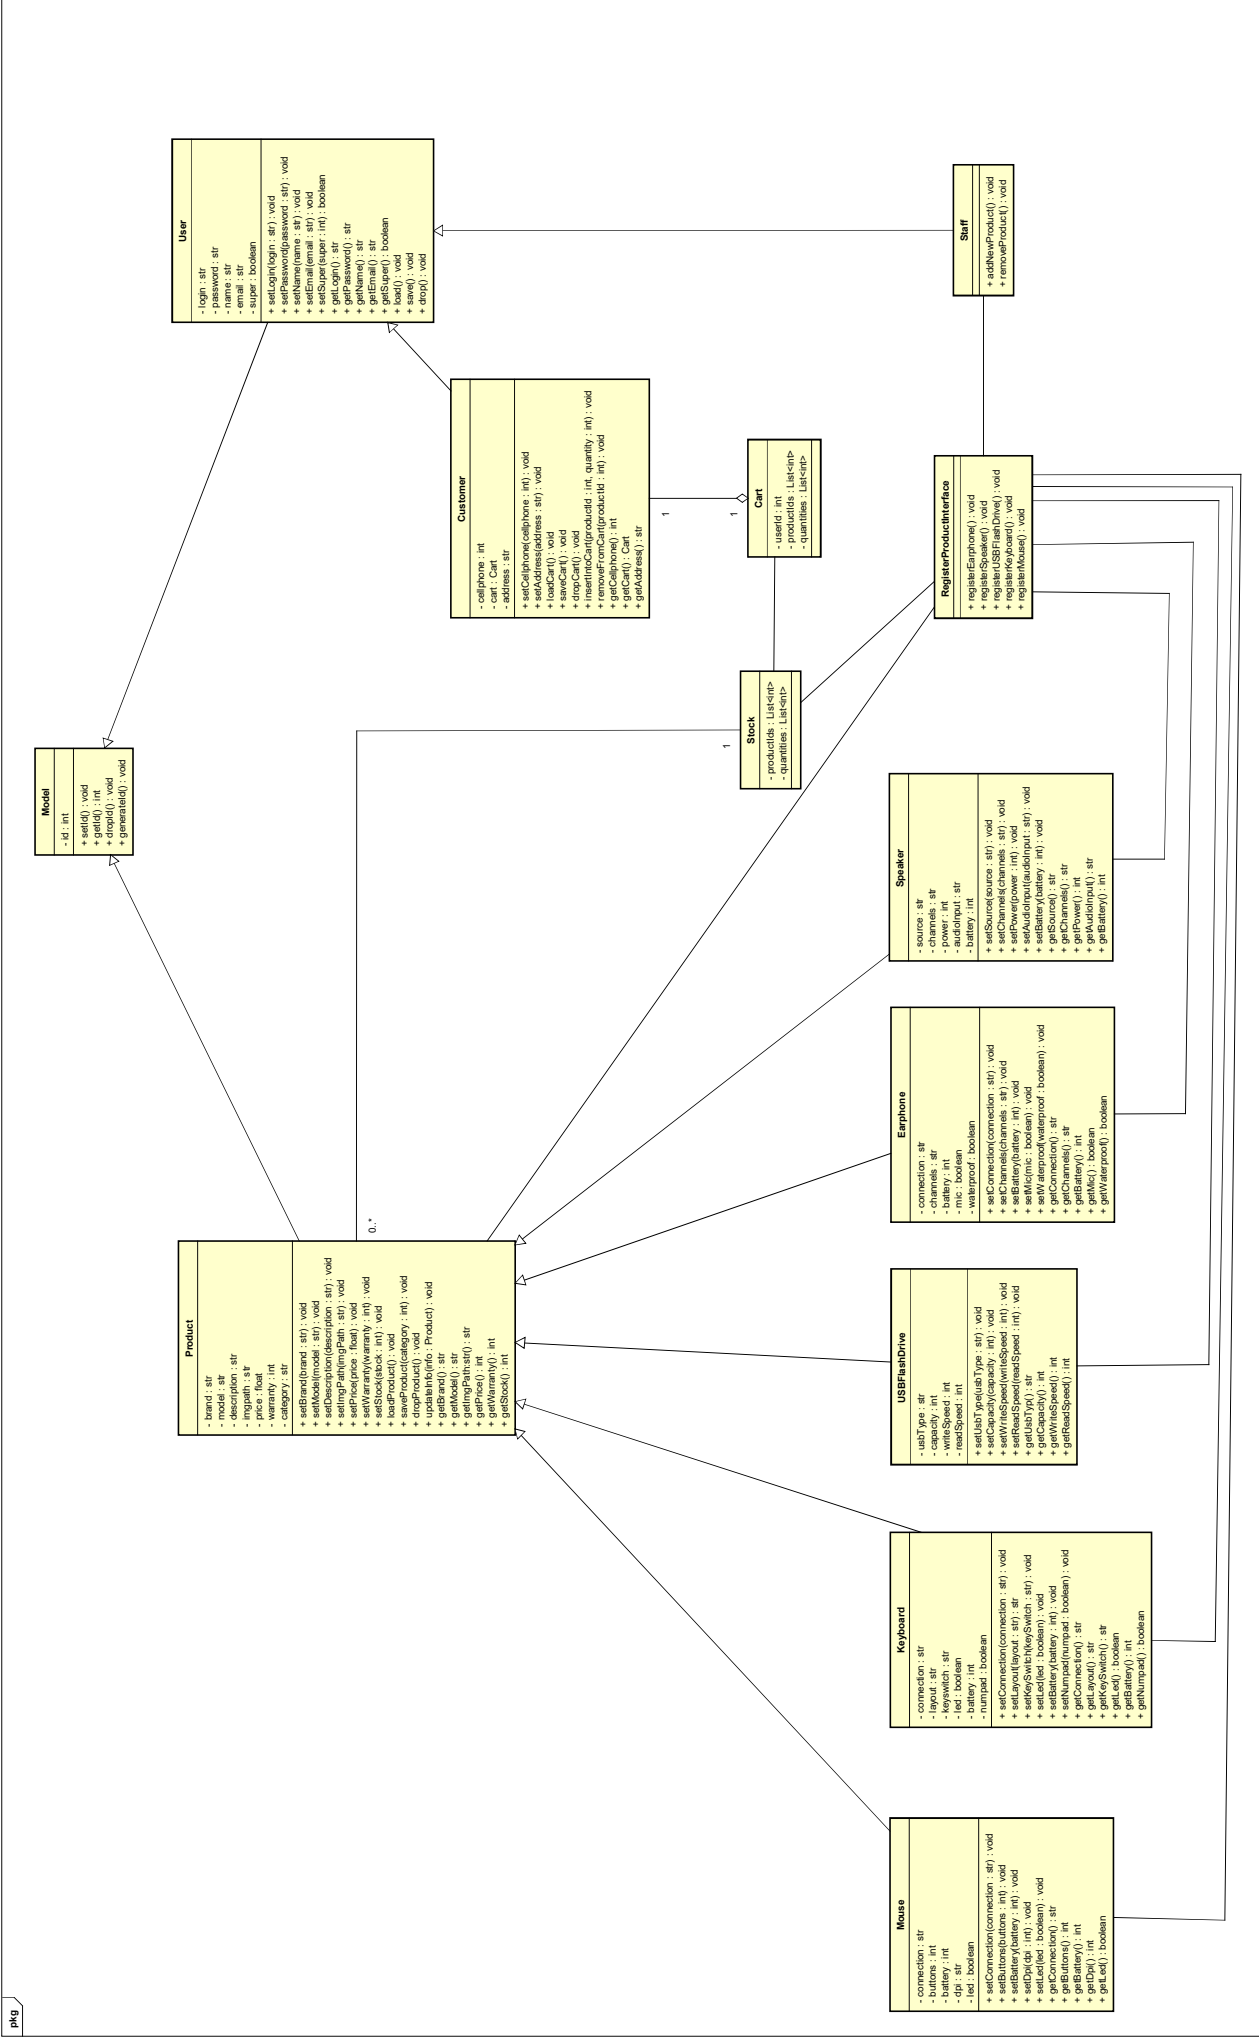 pkg
Model
- id : int
+ setId() : void
+ getId() : int
+ dropId() : void
+ generateId() : void
Product
- brand : str
- model : str
- description : str
- imgpath : str
- price : float
- warranty : int
- category : str
+ setBrand(brand : str) : void
+ setModel(model : str) : void
+ setDescription(description : str) : void
+ setImgPath(imgPath : str) : void
+ setPrice(price : float) : void
+ setWarranty(warranty : int) : void
+ setStock(stock : int) : void
+ loadProduct() : void
+ saveProduct(category : int) : void
+ dropProduct() : void
+ updateInfo(info : Product) : void
+ getBrand() : str
+ getModel() : str
+ getImgPath:str() : str
+ getPrice() : int
+ getWarranty() : int
+ getStock() : int
User
- login : str
- password : str
- name : str
- email : str
- super : boolean
+ setLogin(login : str) : void
+ setPassword(password : str) : void
+ setName(name : str) : void
+ setEmail(email : str) : void
+ setSuper(super : int) : boolean
+ getLogin() : str
+ getPassword() : str
+ getName() : str
+ getEmail() : str
+ getSuper() : boolean
+ load() : void
+ save() : void
+ drop() : void
0..*
Customer
- cellphone : int
- cart : Cart
- address : str
+ setCellphone(cellphone : int) : void
+ setAddress(address : str) : void
+ loadCart() : void
+ saveCart() : void
+ dropCart() : void
+ insertIntoCart(productId : int, quantity : int) : void
+ removeFromCart(productId : int) : void
+ getCellphone() : int
+ getCart() : Cart
+ getAddress() : str
1
1
1
Stock
- productIds : List<int>
- quantities : List<int>
Cart
- userId : int
- productIds : List<int>
- quantities : List<int>
Mouse
- connection : str
- buttons : int
- battery : int
- dpi : str
- led : boolean
+ setConnection(connection : str) : void
+ setButtons(buttons : int) : void
+ setBattery(battery : int) : void
+ setDpi(dpi : int) : void
+ setLed(led : boolean) : void
+ getConnection() : str
+ getButtons() : int
+ getBattery() : int
+ getDpi() : int
+ getLed() : boolean
Keyboard
- connection : str
- layout : str
- keyswitch : str
- led : boolean
- battery : int
- numpad : boolean
+ setConnection(connection : str) : void
+ setLayout(layout : str) : str
+ setKeySwitch(keySwitch : str) : void
+ setLed(led : boolean) : void
+ setBattery(battery : int) : void
+ setNumpad(numpad : boolean) : void
+ getConnection() : str
+ getLayout() : str
+ getKeySwitch() : str
+ getLed() : boolean
+ getBattery() : int
+ getNumpad() : boolean
USBFlashDrive
- usbType : str
- capacity : int
- writeSpeed : int
- readSpeed : int
+ setUsbType(usbType : str) : void
+ setCapacity(capacity : int) : void
+ setWriteSpeed(writeSpeed : int) : void
+ setReadSpeed(readSpeed : int) : void
+ getUsbTyp() : str
+ getCapacity() : int
+ getWriteSpeed() : int
+ getReadSpeed() : int
Earphone
- connection : str
- channels : str
- battery : int
- mic : boolean
- waterproof : boolean
+ setConnection(connection : str) : void
+ setChannels(channels : str) : void
+ setBattery(battery : int) : void
+ setMic(mic : boolean) : void
+ setWaterproof(waterproof : boolean) : void
+ getConnection() : str
+ getChannels() : str
+ getBattery() : int
+ getMic() : boolean
+ getWaterproof() : boolean
Speaker
- source : str
- channels : str
- power : int
- audioInput : str
- battery : int
+ setSource(source : str) : void
+ setChannels(channels : str) : void
+ setPower(power : int) : void
+ setAudioInput(audioInput : str) : void
+ setBattery(battery : int) : void
+ getSource() : str
+ getChannels() : str
+ getPower() : int
+ getAudioInput() : str
+ getBattery() : int
RegisterProductInterface
+ registerEarphone() : void
+ registerSpeaker() : void
+ registerUSBFlashDrive() : void
+ registerKeyboard() : void
+ registerMouse() : void
Staff
+ addNewProduct() : void
+ removeProduct() : void